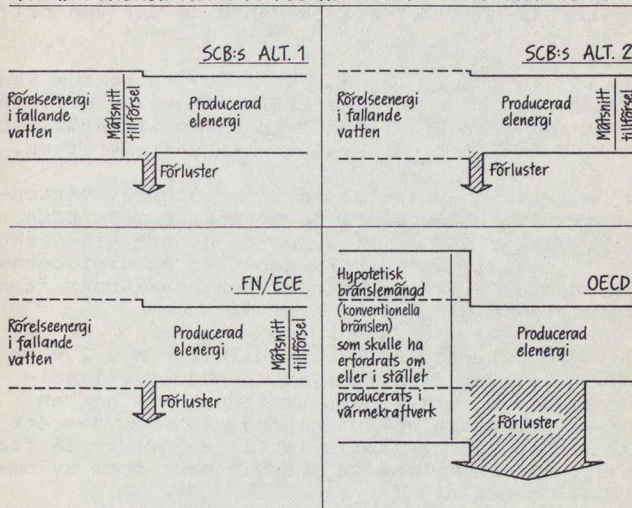 SCB:s ALT. 1
Rörelseenergi
i fallande
vatten
Mätsnitt
tillförsel
Producerad
elenergi
Förluster
SCB:s ALT. 2
Rörelseenergi
i fallande
vatten
Producerad
elenergi
Mätsnitt
tillförsel
Förluster
FN/ECE
Rörelseenergi
i fallande
vatten
Producerad
elenergi
Mätsnitt
tillförsel
Förluster
OECD
Hypotetisk
bränslemängd
(konventionella
bränslen)
som skulle ha
erfordrats om
eller i stället
producerats i
värmekraftverk
Producerad
elenergi
Förluster